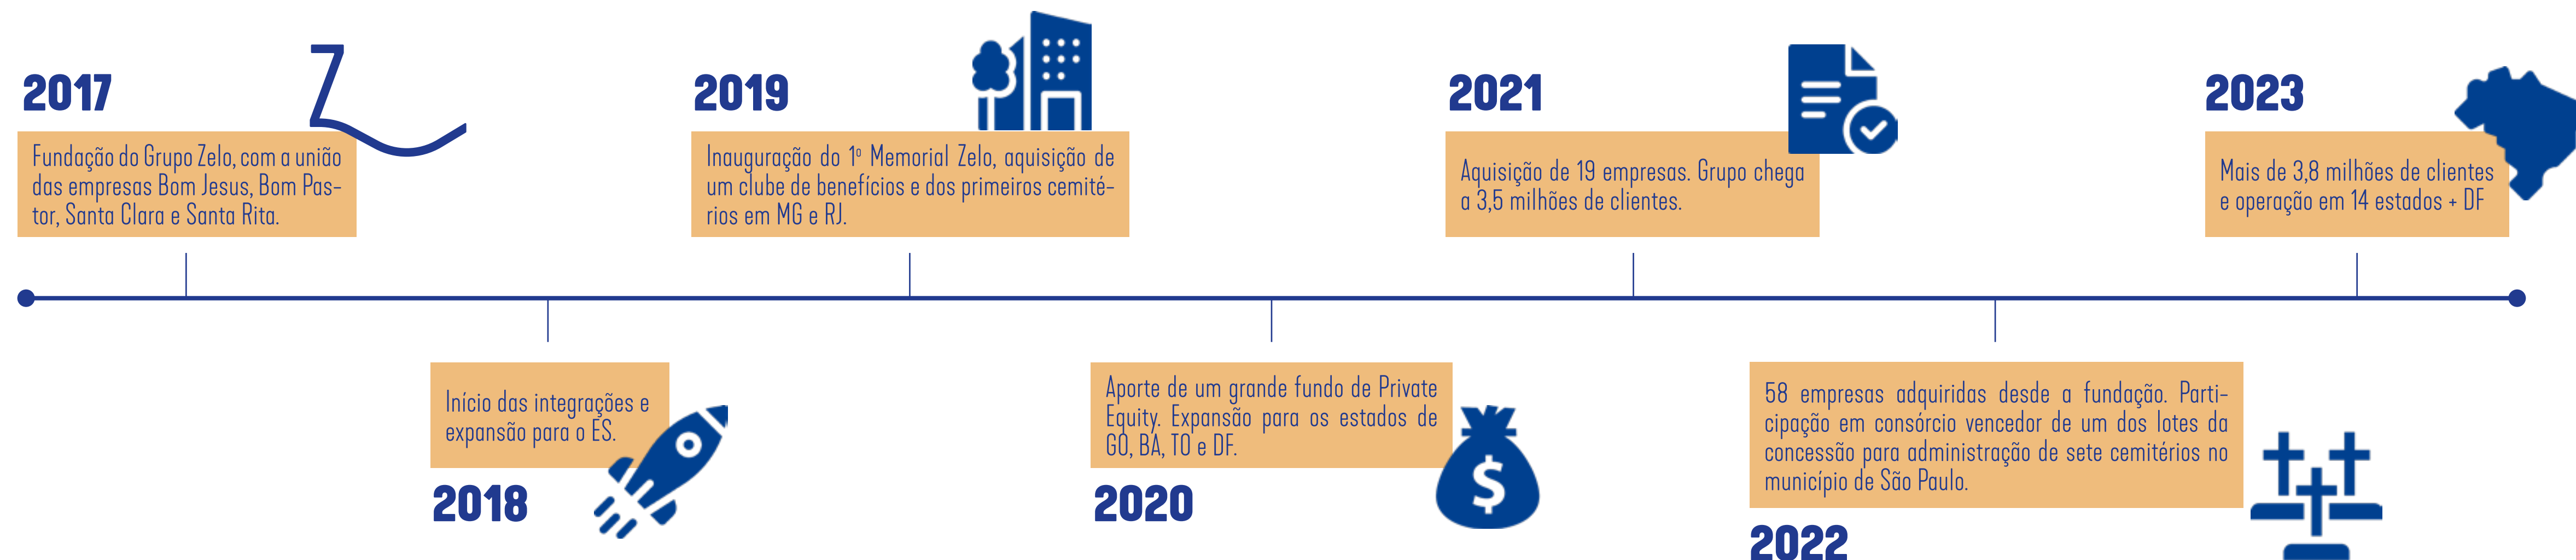 2017
Fundação do Grupo Zelo, com a união
das empresas Bom Jesus, Bom Pas-
tor, Santa Clara e Santa Rita.
Início das integrações e
expansão para o ES.
2018
2019
Inauguração do 1º Memorial Zelo, aquisição de
um clube de benefícios e dos primeiros cemité-
rios em MG e RJ.
Aporte de um grande fundo de Private
Equity. Expansão para os estados de
GO, BA, TO e DF.
2020
$
2021
Aquisição de 19 empresas. Grupo chega
a 3,5 milhões de clientes.
58 empresas adquiridas desde a fundação. Parti-
cipação em consórcio vencedor de um dos lotes da
concessão para administração de sete cemitérios no
município de São Paulo.
2022
2023
Mais de 3,8 milhões de clientes
e operação em 14 estados + DF